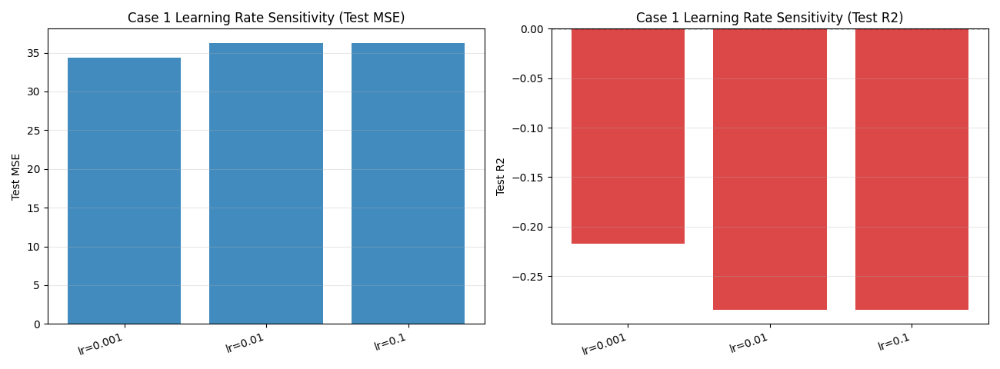 Case 1 Learning Rate Sensitivity (Test MSE)
Test MSE
35
30
25
20
15
10
5
0
lr=0.001
lr=0.01
lr=0.1
Case 1 Learning Rate Sensitivity (Test R2)
Test R2
0.00
−0.05
−0.10
−0.15
−0.20
−0.25
lr=0.001
lr=0.01
lr=0.1